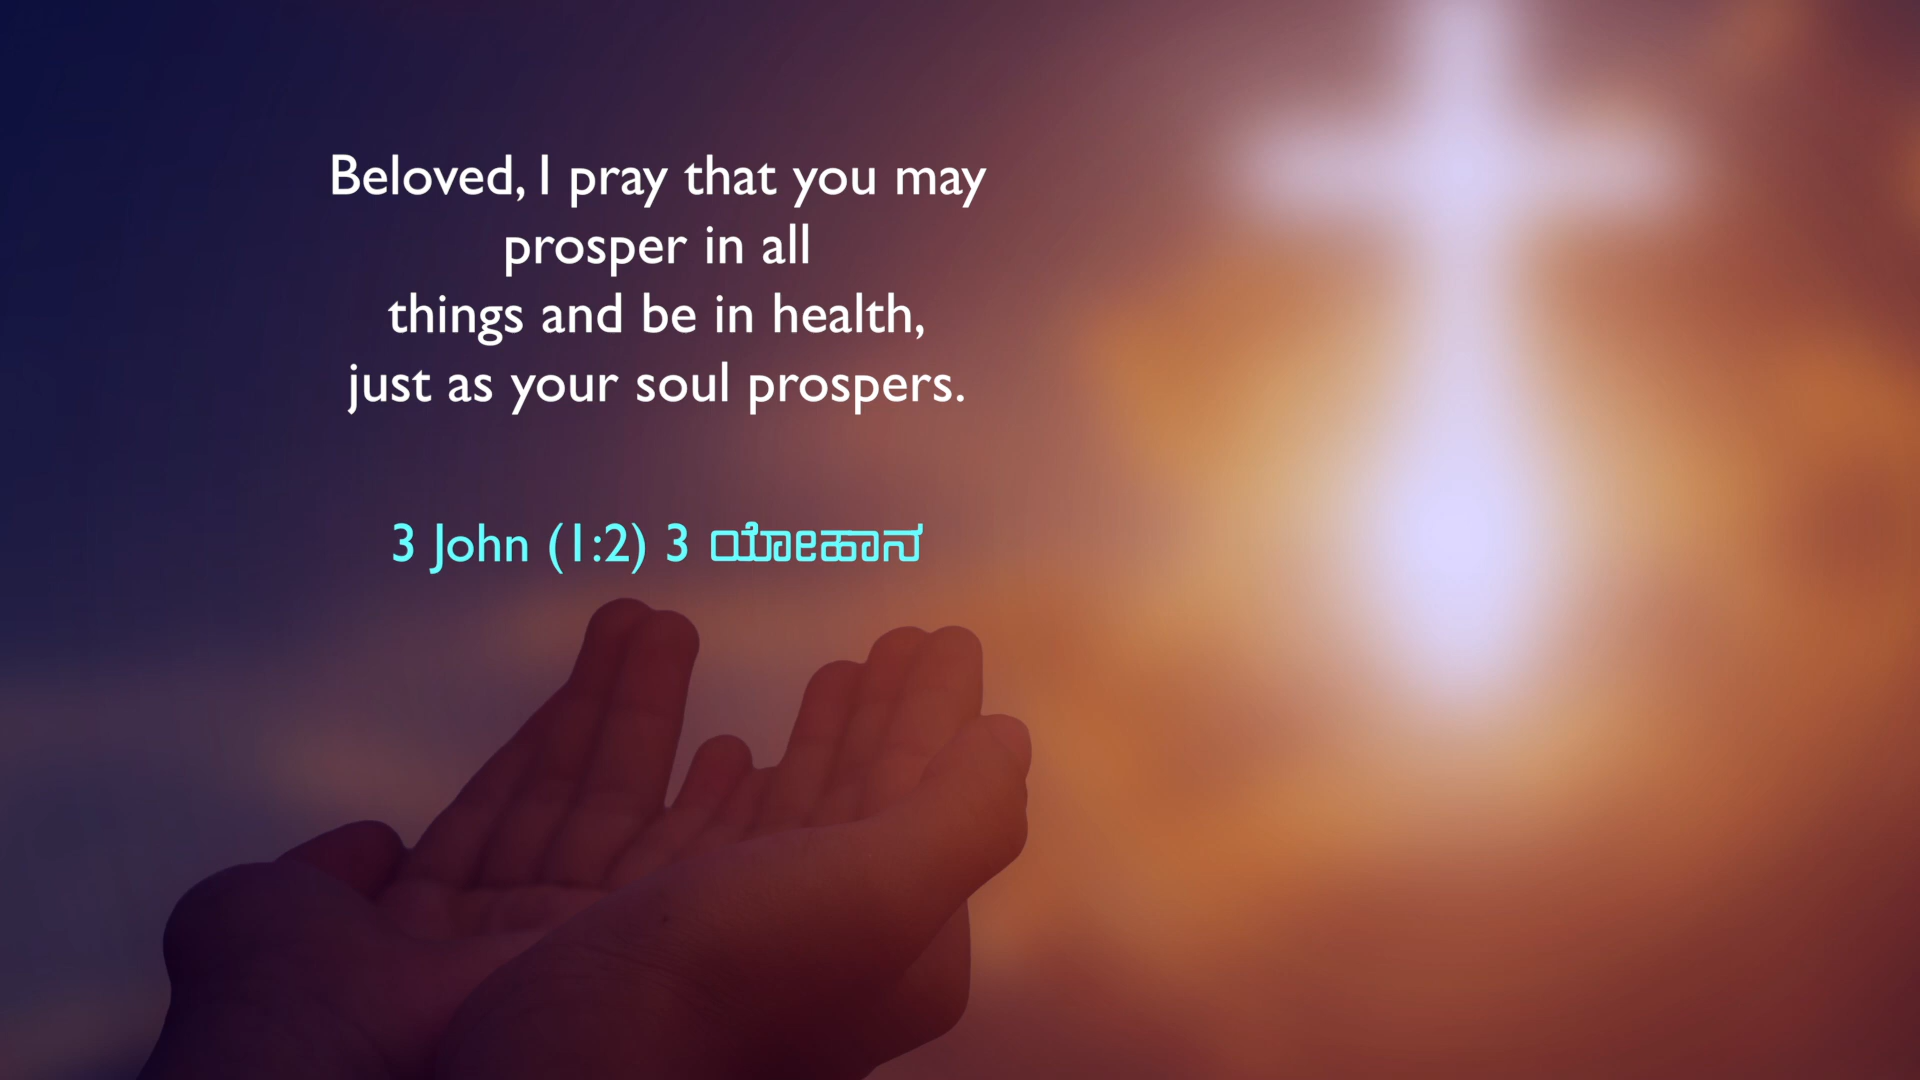 Beloved, I pray that you may
prosper in all
things and be in health,
just as your soul prospers.
3 John (1:2) 3 ಯೋಹಾನ